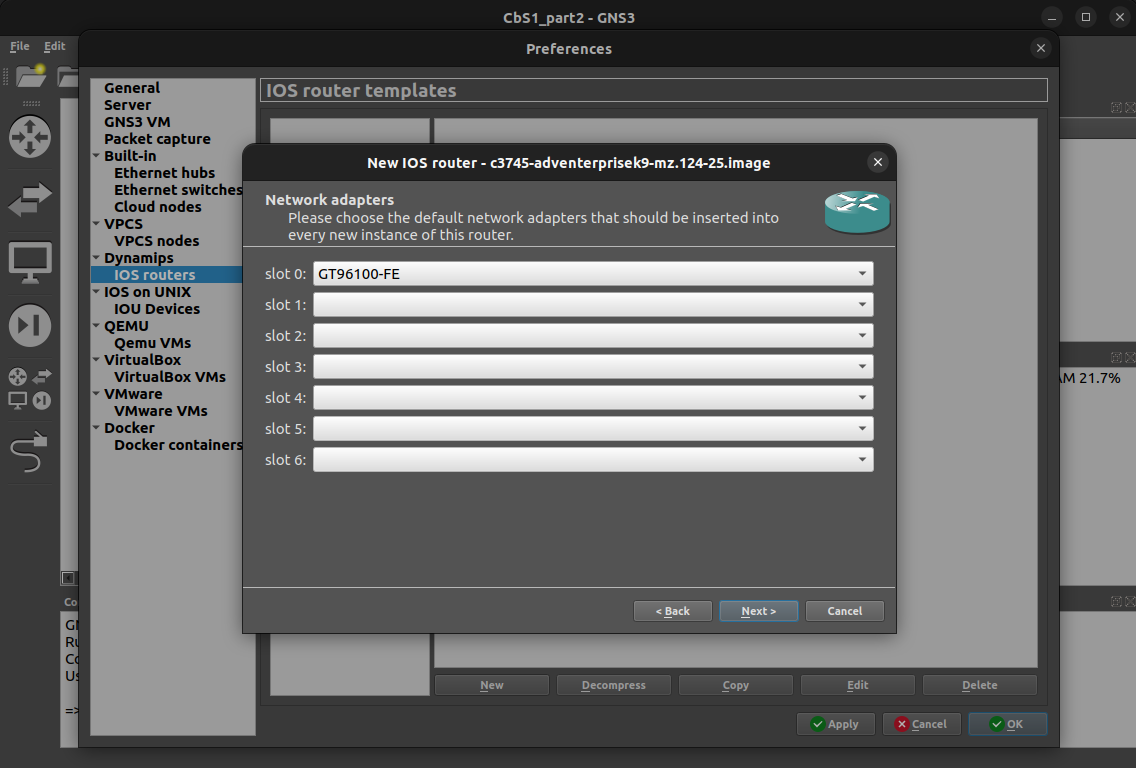 CbS1_part2 - GNS3
File Edit
Preferences
General
Server
GNS3 VM
Packet capture
Built-in
Ethernet hubs
Ethernet switches
Cloud nodes
VPCS
VPCS nodes
Dynamips
IOS routers
IOS on UNIX
IOU Devices
QEMU
Qemu VMs
VirtualBox
VirtualBox VMs
VMware
VMware VMs
Docker
Docker containers
IOS router templates
New IOS router - c3745-adventerprisek9-mz.124-25.image
Network adapters
Please choose the default network adapters that should be inserted into
every new instance of this router.
slot 0: GT96100-FE
slot 1:
slot 2:
slot 3:
slot 4:
slot 5:
slot 6:
< Back Next > Cancel
New Decompress Copy Edit Delete
Apply Cancel OK
AM 21.7%
Co
Ru
Co
Us
=>